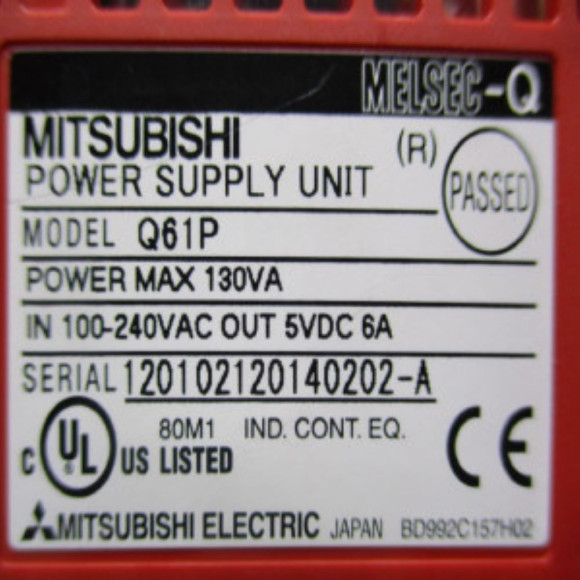 MELSEC-Q
MITSUBISHI
(R)
POWER SUPPLY UNIT
PASSED
MODEL Q61P
POWER MAX 130VA
IN 100-240VAC OUT 5VDC 6A
SERIAL 120102120140202-A
80M1 IND. CONT. EQ.
C UL ® US LISTED
CE
MITSUBISHI ELECTRIC JAPAN BD992C157H02